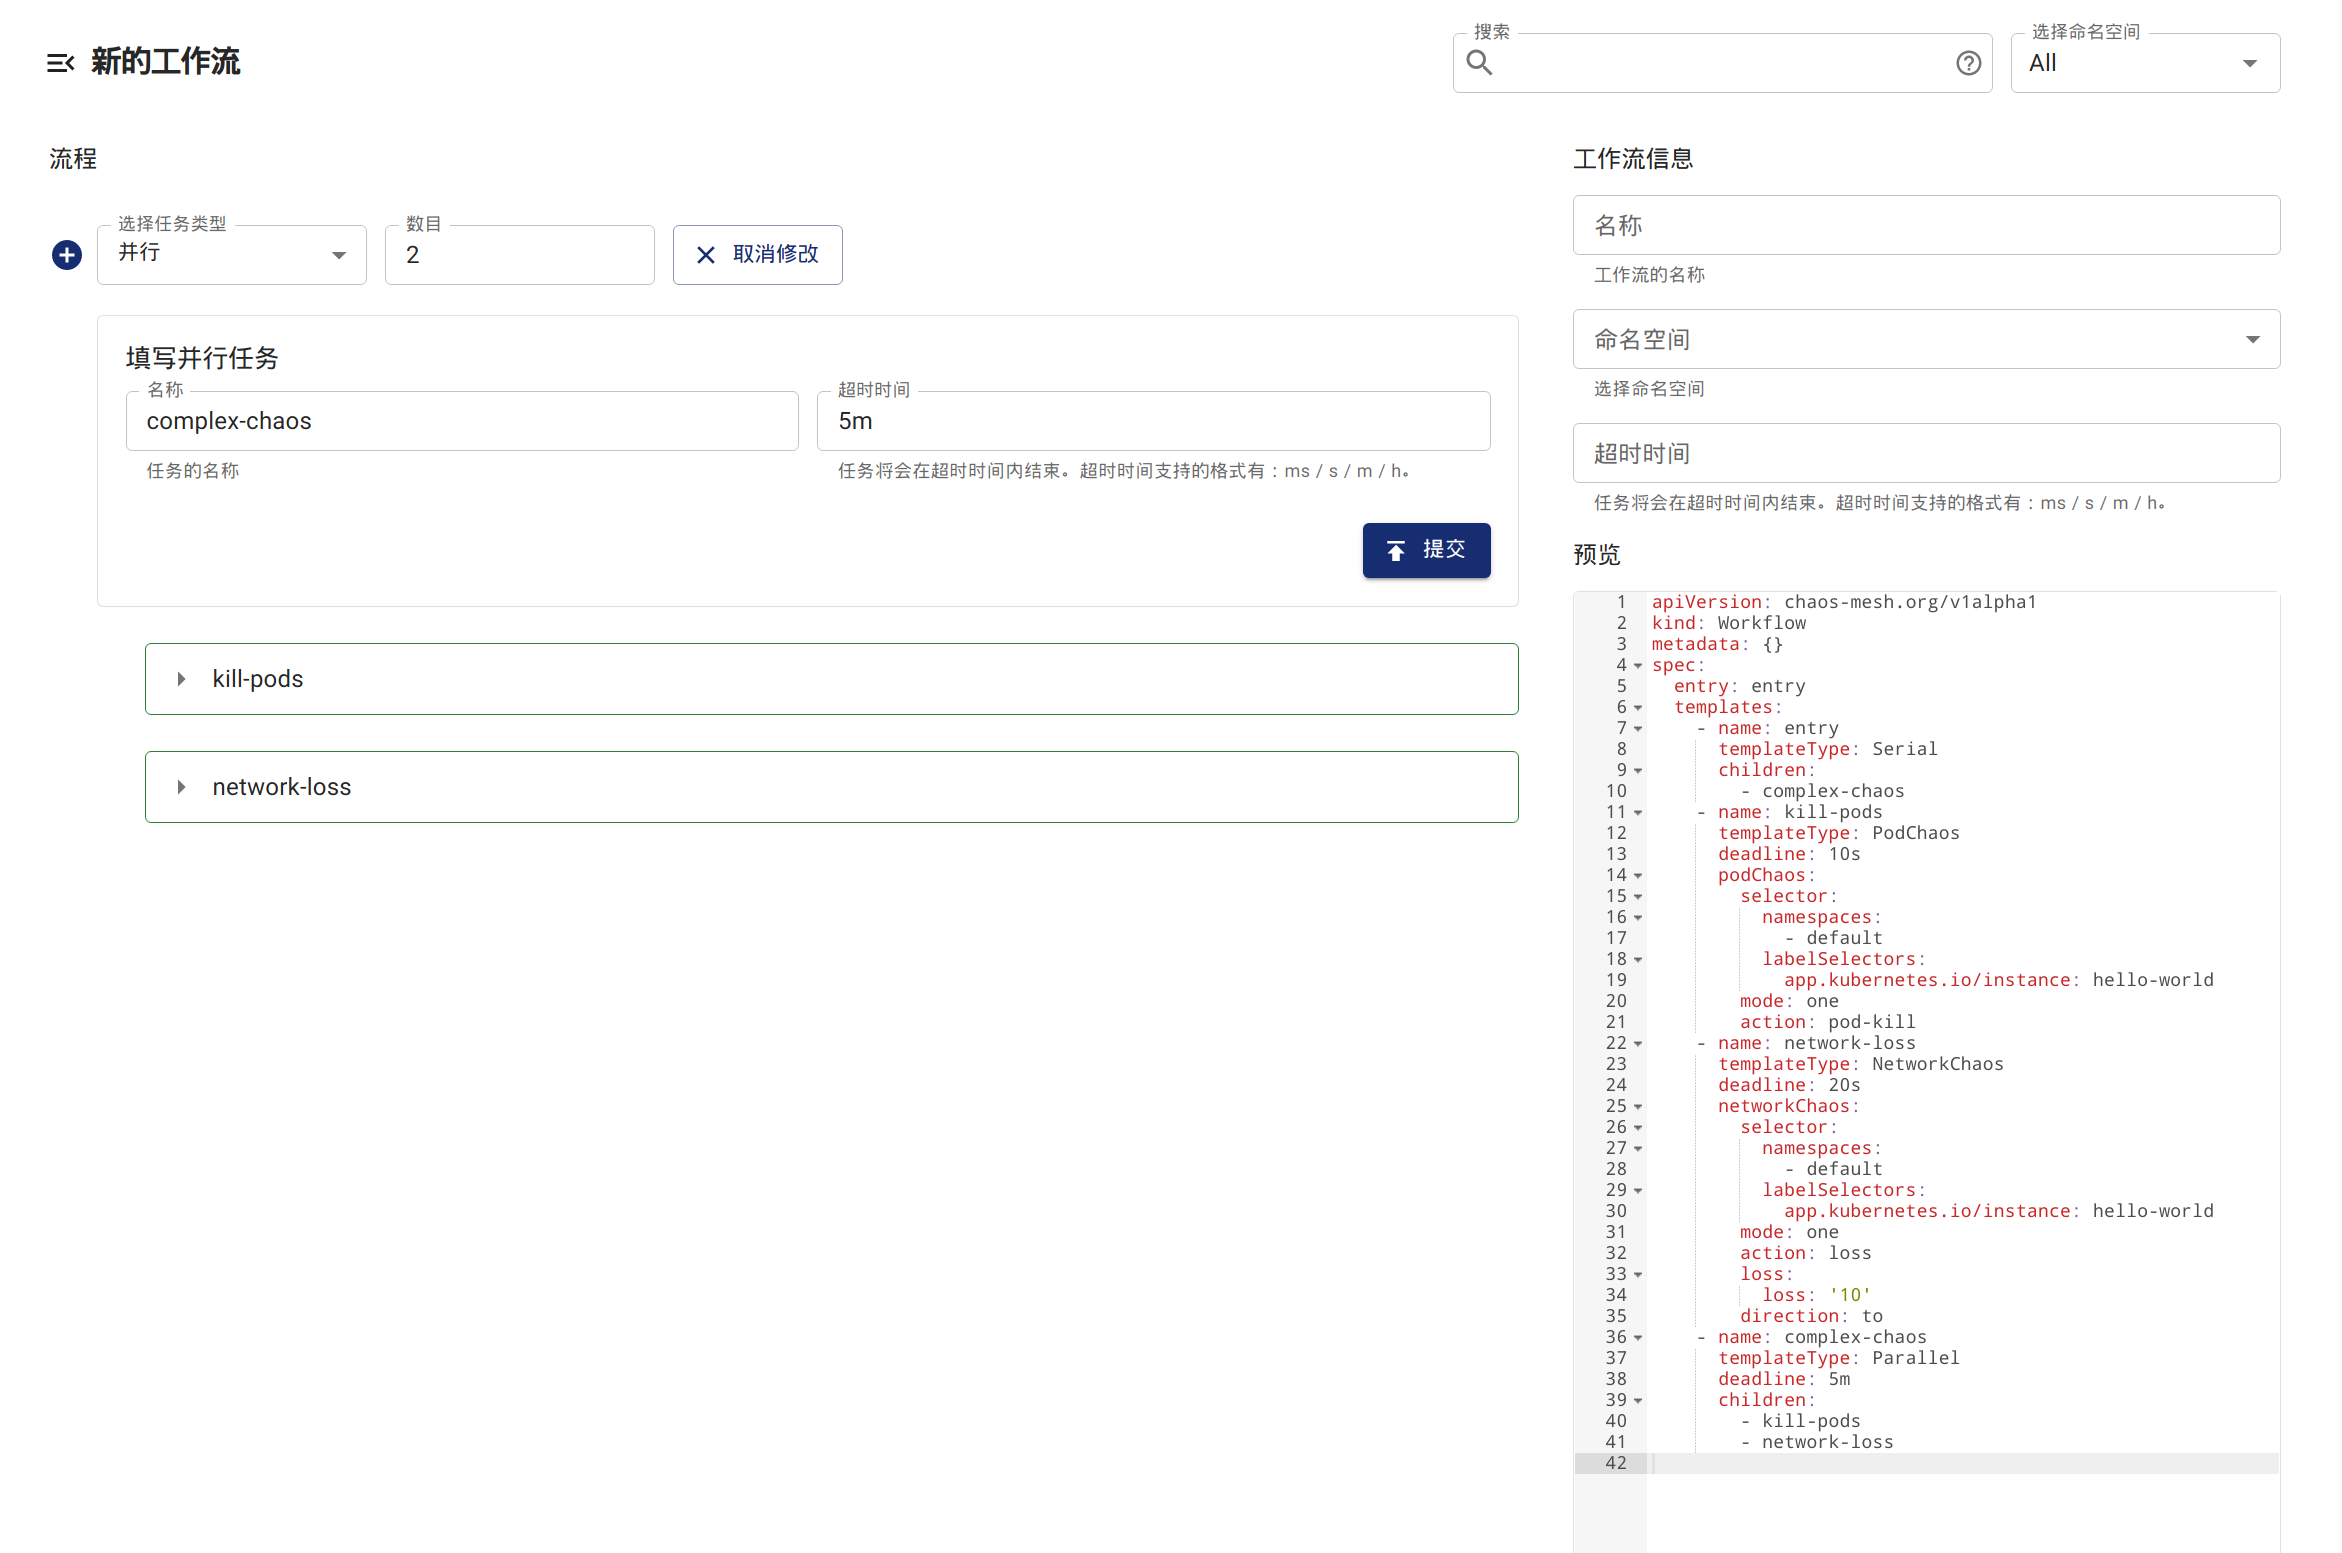 新的工作流
搜索
选择命名空间
All
流程
选择任务类型
并行
数目
2
取消修改
填写并行任务
名称
complex-chaos
任务的名称
超时时间
5m
任务将会在超时时间内结束。超时时间支持的格式有：ms / s / m / h。
提交
kill-pods
network-loss
工作流信息
名称
工作流的名称
命名空间
选择命名空间
超时时间
任务将会在超时时间内结束。超时时间支持的格式有：ms / s / m / h。
预览
1 apiVersion: chaos-mesh.org/v1alpha1
2 kind: Workflow
3 metadata: {}
4 spec:
5   entry: entry
6   templates:
7     - name: entry
8       templateType: Serial
9       children:
10         - complex-chaos
11     - name: kill-pods
12       templateType: PodChaos
13       deadline: 10s
14       podChaos:
15         selector:
16           namespaces:
17             - default
18           labelSelectors:
19             app.kubernetes.io/instance: hello-world
20         mode: one
21         action: pod-kill
22     - name: network-loss
23       templateType: NetworkChaos
24       deadline: 20s
25       networkChaos:
26         selector:
27           namespaces:
28             - default
29           labelSelectors:
30             app.kubernetes.io/instance: hello-world
31         mode: one
32         action: loss
33         loss:
34           loss: '10'
35         direction: to
36     - name: complex-chaos
37       templateType: Parallel
38       deadline: 5m
39       children:
40         - kill-pods
41         - network-loss
42